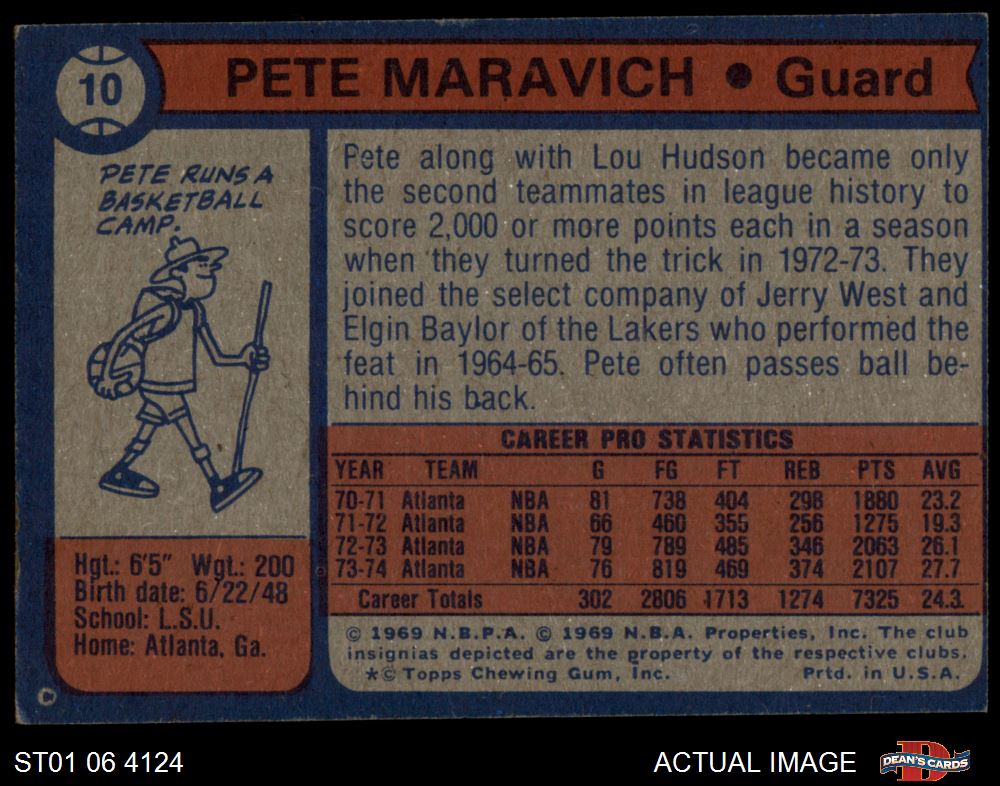 10
PETE MARAVICH • Guard
PETE RUNS A
BASKETBALL
CAMP.
Pete along with Lou Hudson became only
the second teammates in league history to
score 2,000 or more points each in a season
when they turned the trick in 1972-73. They
joined the select company of Jerry West and
Elgin Baylor of the Lakers who performed the
feat in 1964-65. Pete often passes ball be-
hind his back.
Hgt.: 6'5" Wgt.: 200
Birth date: 6/22/48
School: L.S.U.
Home: Atlanta, Ga.
CAREER PRO STATISTICS
YEAR TEAM G FG FT REB PTS AVG
70-71 Atlanta NBA 81 738 404 298 1880 23.2
71-72 Atlanta NBA 66 460 355 256 1275 19.3
72-73 Atlanta NBA 79 789 485 346 2063 26.1
73-74 Atlanta NBA 76 819 469 374 2107 27.7
Career Totals 302 2806 1713 1274 7325 24.3
© 1969 N.B.P.A. © 1969 N.B.A. Properties, Inc. The club
insignias depicted are the property of the respective clubs.
*© Topps Chewing Gum, Inc. Prtd. in U.S.A.
ST01 06 4124
ACTUAL IMAGE
D
DEAN'S CARDS